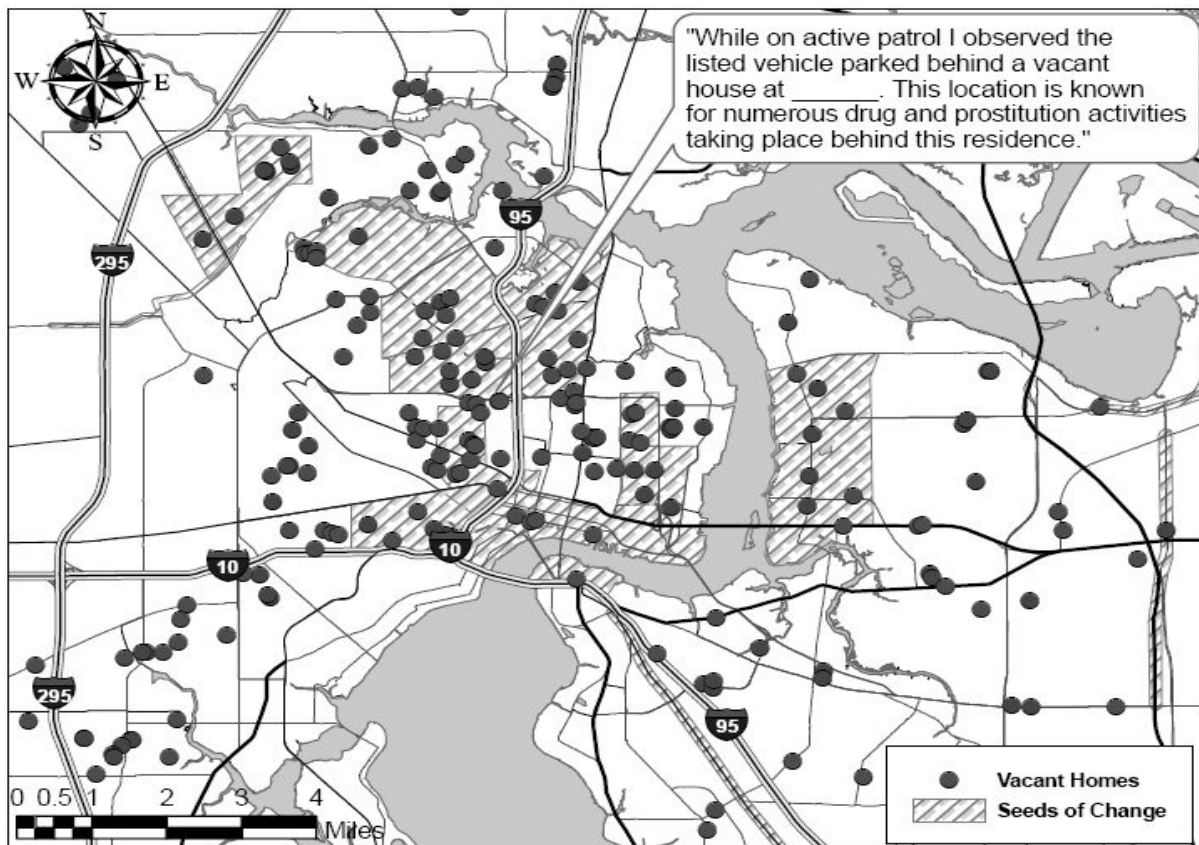 N
W E
S
"While on active patrol I observed the
listed vehicle parked behind a vacant
house at ______. This location is known
for numerous drug and prostitution activities
taking place behind this residence."
95
295
10
10
295
95
Vacant Homes
Seeds of Change
0 0.5 1 2 3 4
Miles